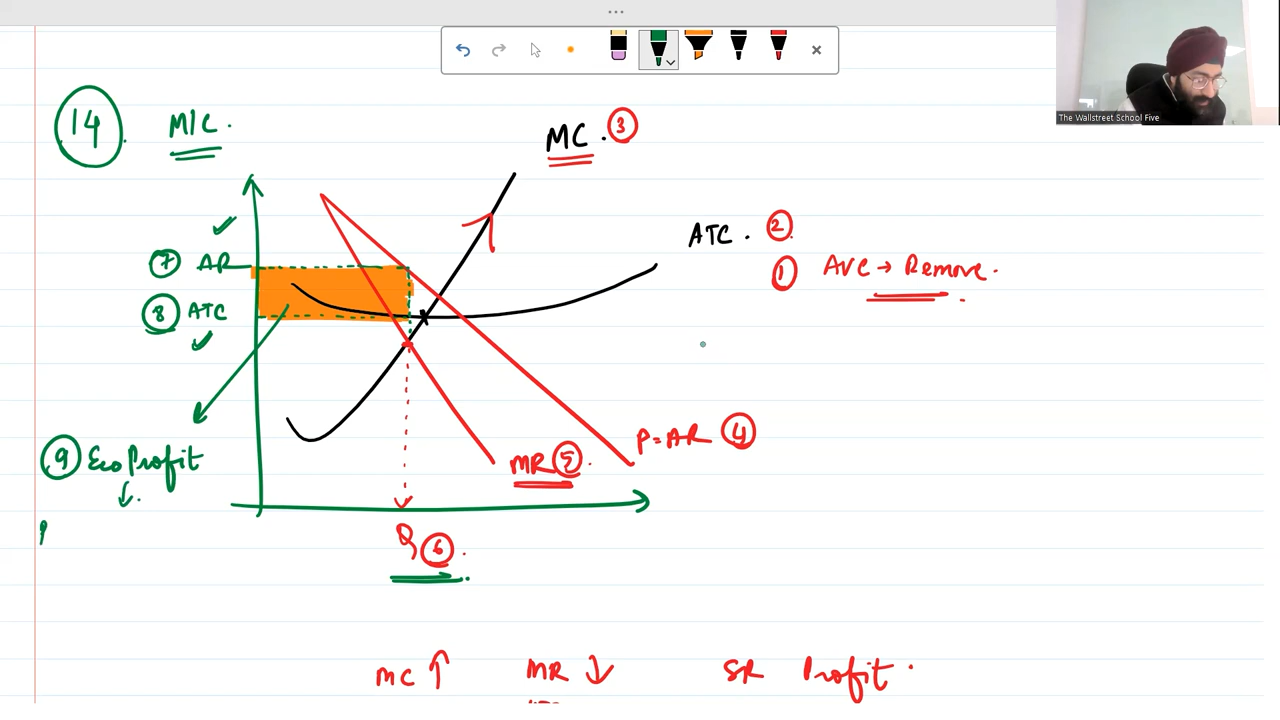 14. M/C.
MC. 3
ATC. 2
1 AVC → Remove.
7 AR
8 ATC
9 Eco Profit
P=AR 4
MR 5.
Q 6.
MC ↑ MR ↓ SR Profit.
The Wallstreet School Five